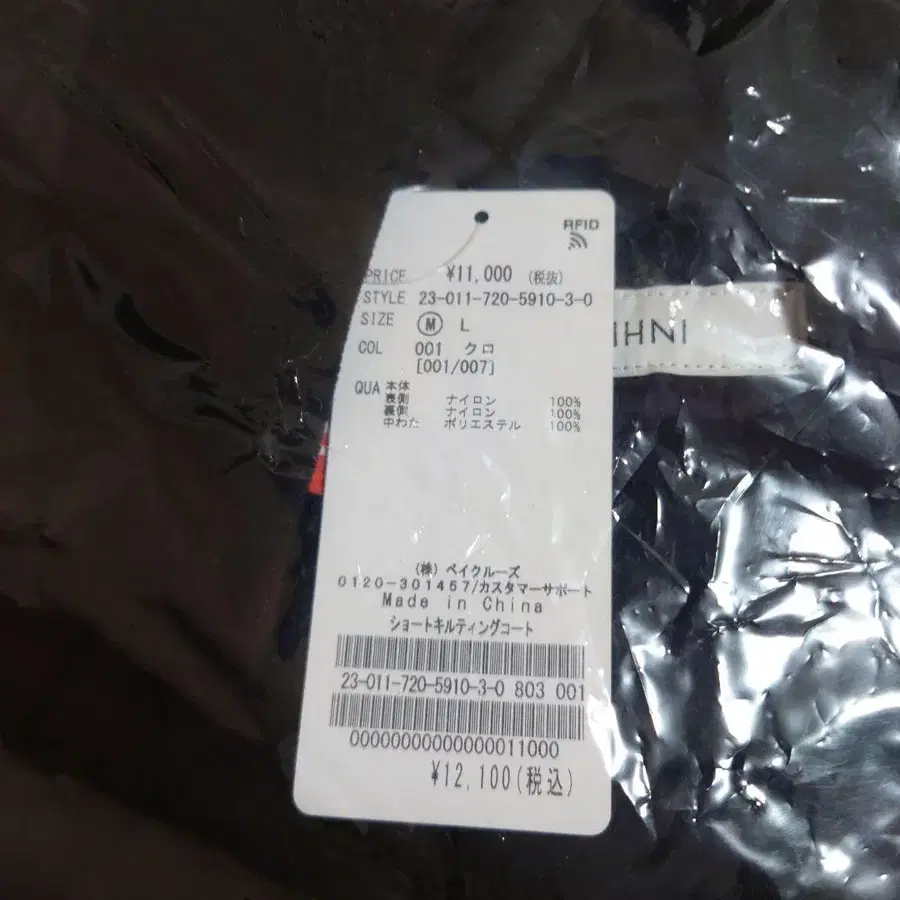 RFID
PRICE ¥11,000 (税抜)
STYLE 23-011-720-5910-3-0
SIZE Ⓜ L
COL 001 クロ
[001/007]
QUA 本体
表側 ナイロン 100%
裏側 ナイロン 100%
中わた ポリエステル 100%
(株) ベイクルーズ
0120-301457/カスタマーサポート
Made in China
ショートキルティングコート
23-011-720-5910-3-0 803 001
00000000000000011000
¥12,100(税込)
IHNI